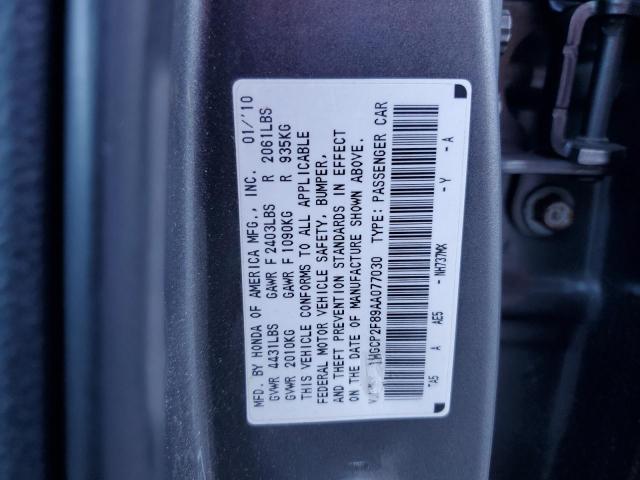 MFD. BY HONDA OF AMERICA MFG., INC. 01/'10
GVWR 4431LBS GAWR F 2403LBS R 2061LBS
GVWR 2010KG GAWR F 1090KG R 935KG
THIS VEHICLE CONFORMS TO ALL APPLICABLE
FEDERAL MOTOR VEHICLE SAFETY, BUMPER,
AND THEFT PREVENTION STANDARDS IN EFFECT
ON THE DATE OF MANUFACTURE SHOWN ABOVE.
1HGCP2F89AA077030 TYPE: PASSENGER CAR
TA5 A AE5 - NH737MX - Y - A